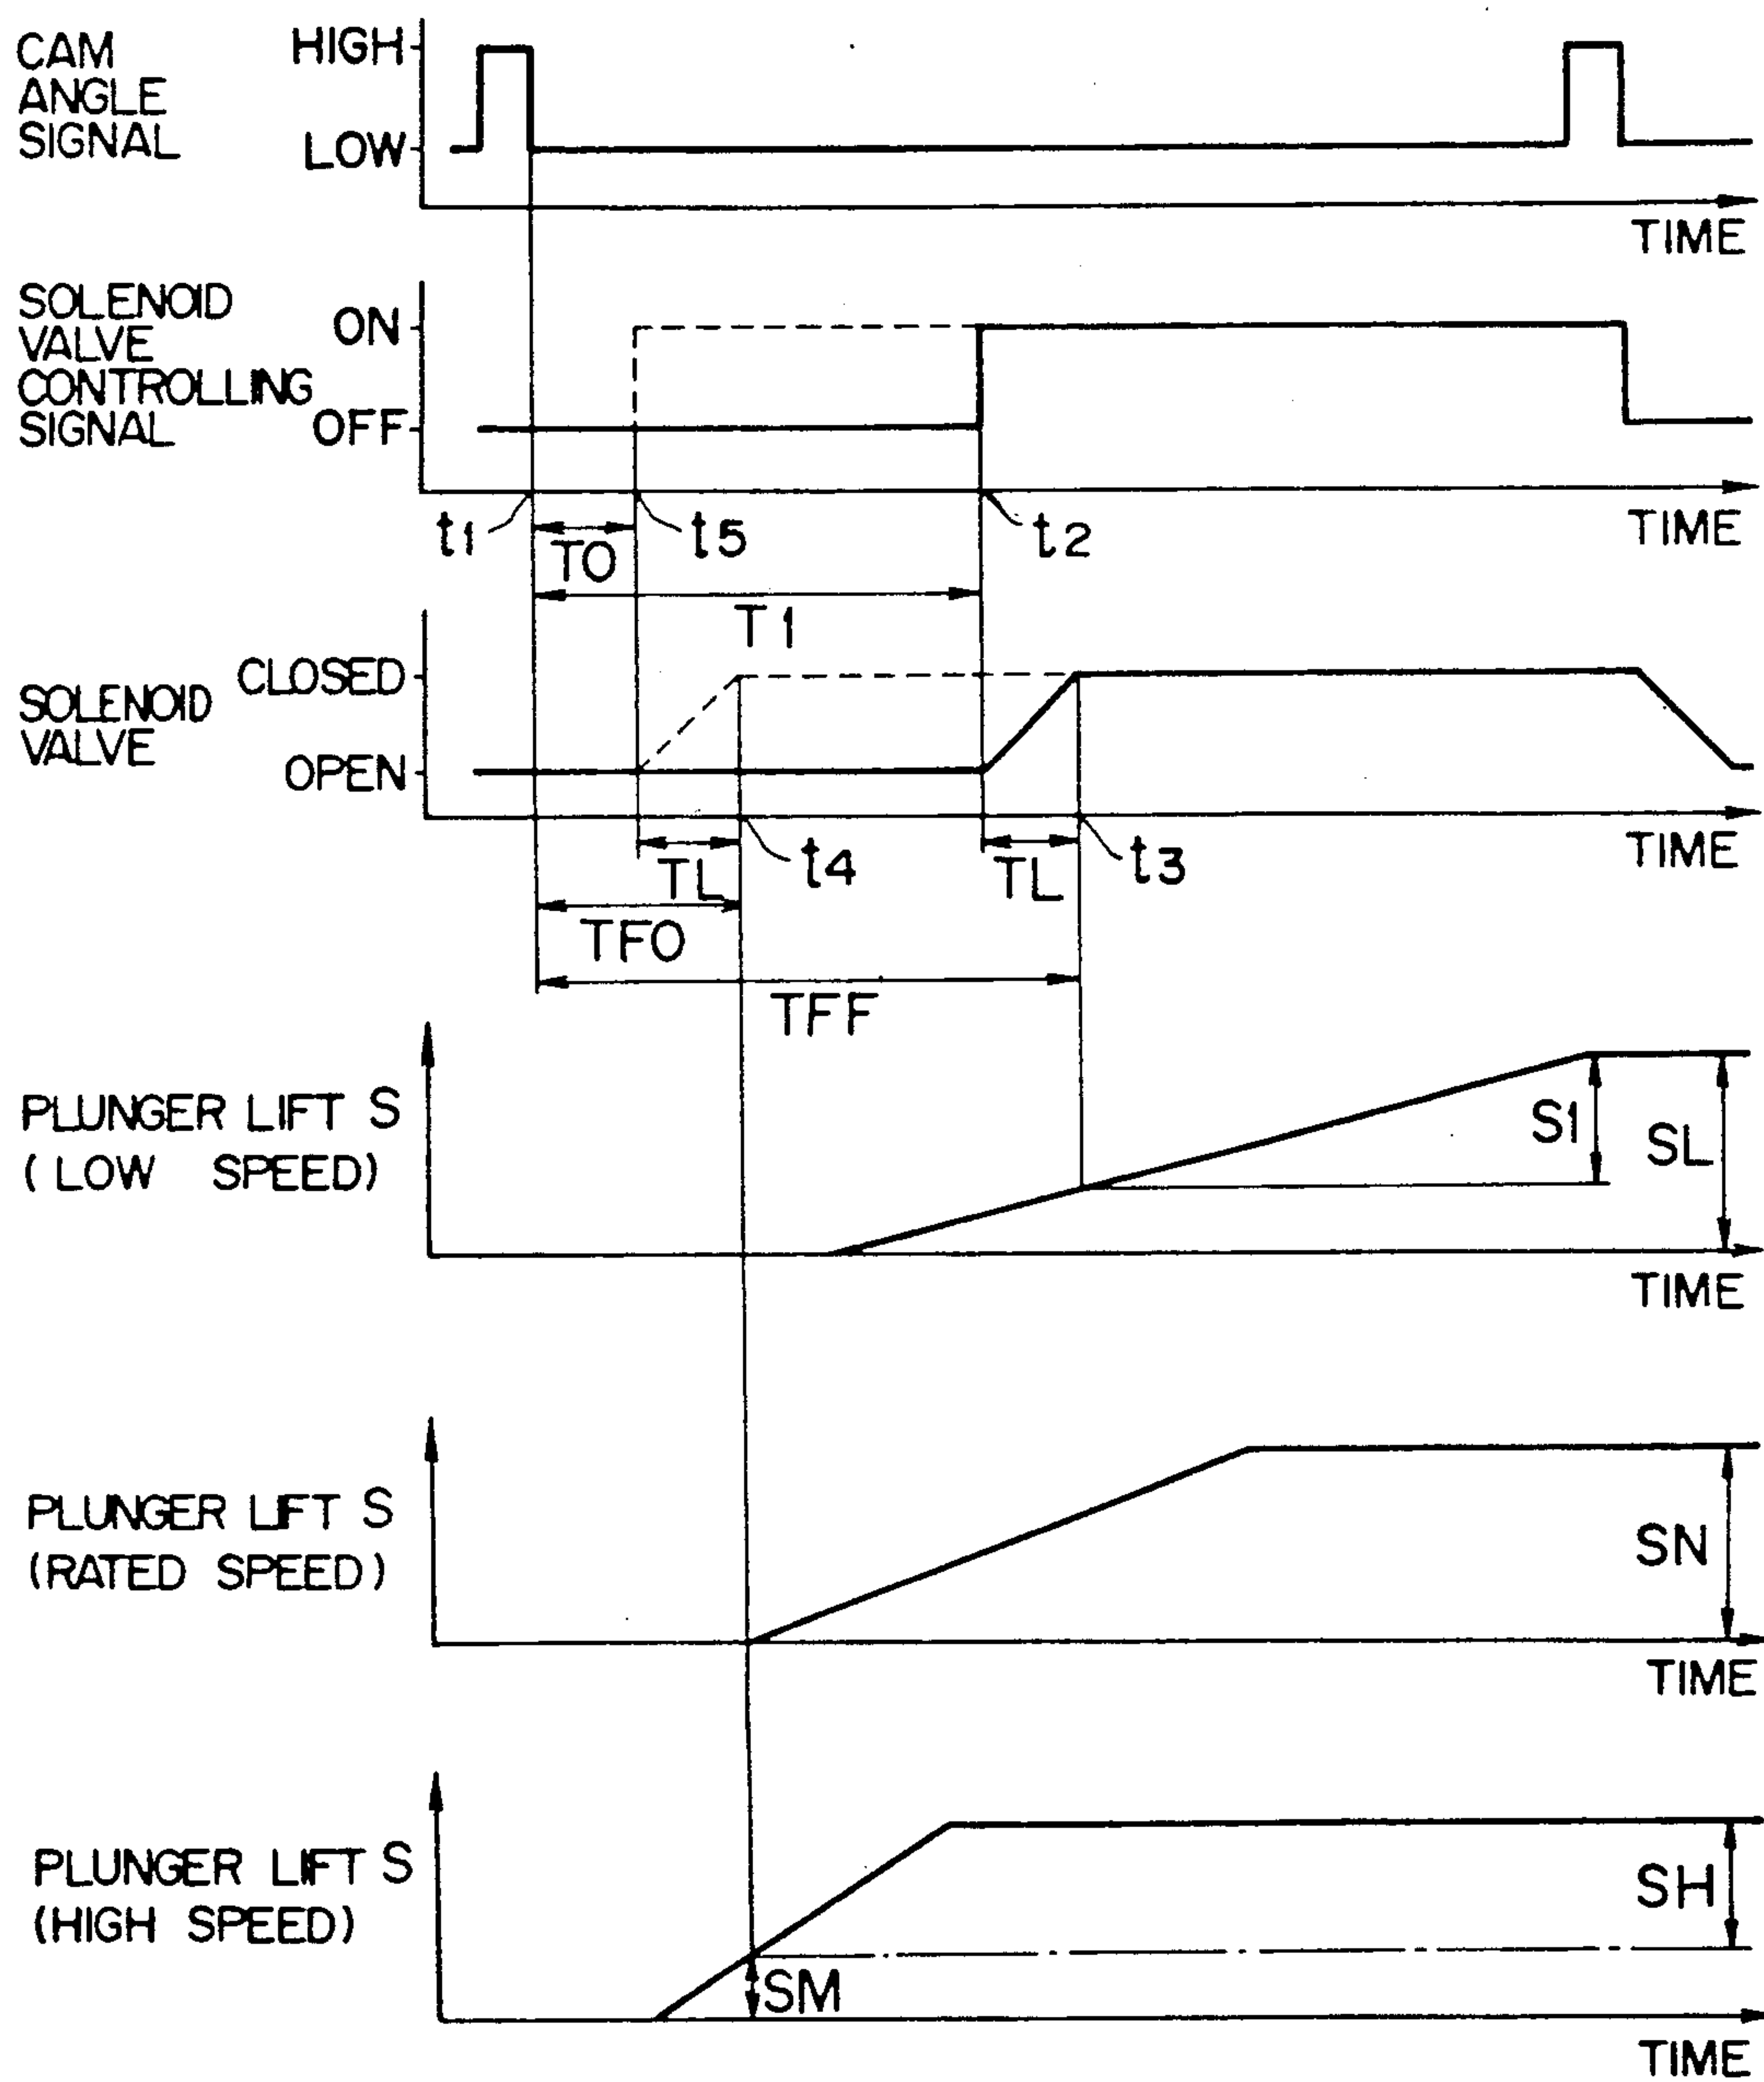 CAM
ANGLE
SIGNAL
HIGH
LOW
TIME
SOLENOID
VALVE
CONTROLLING
SIGNAL
ON
OFF
t1
t5
t2
TIME
TO
T1
SOLENOID
VALVE
CLOSED
OPEN
TIME
TL
t4
TL
t3
TFO
TFF
PLUNGER LIFT S
(LOW SPEED)
S1
SL
TIME
PLUNGER LIFT S
(RATED SPEED)
SN
TIME
PLUNGER LIFT S
(HIGH SPEED)
SH
SM
TIME